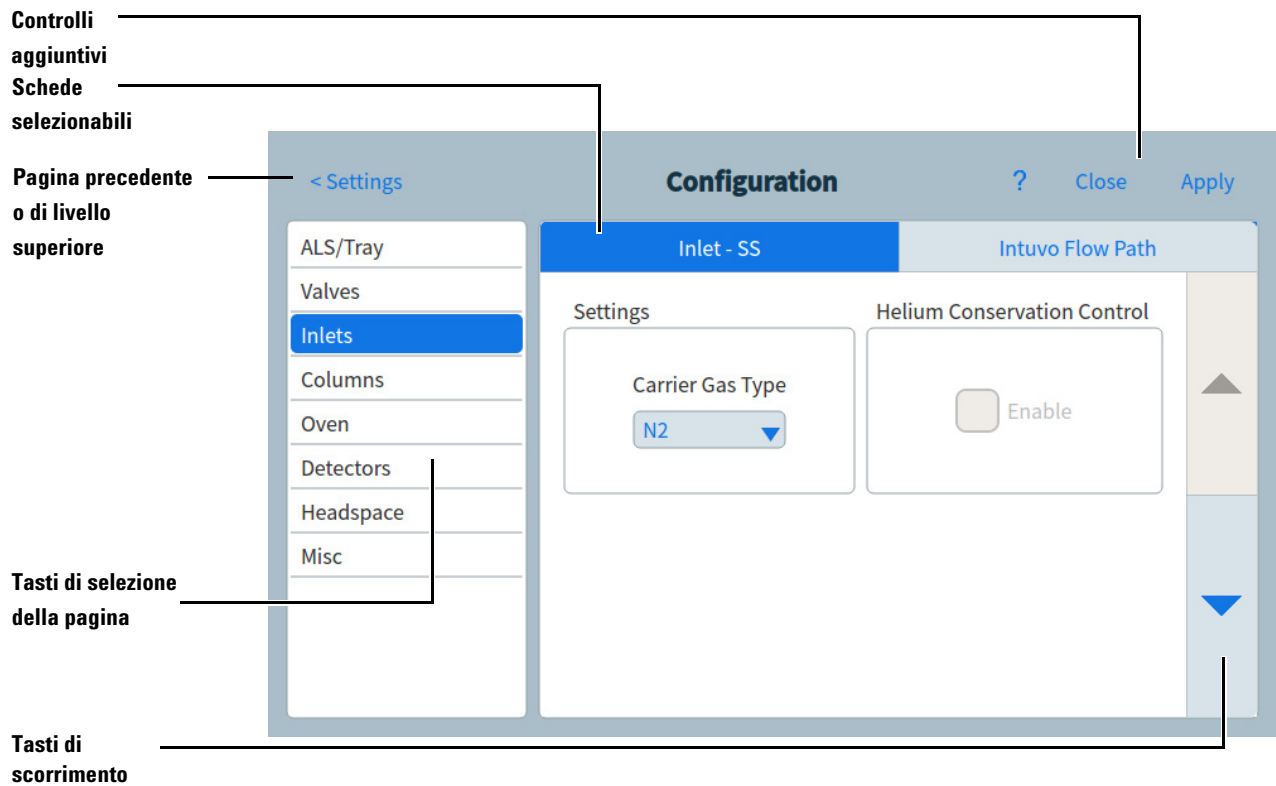 Controlli
aggiuntivi
Schede
selezionabili
Pagina precedente
o di livello
superiore
< Settings
Configuration
?
Close
Apply
ALS/Tray
Valves
Inlets
Columns
Oven
Detectors
Headspace
Misc
Inlet - SS
Intuvo Flow Path
Settings
Carrier Gas Type
N2
Helium Conservation Control
Enable
Tasti di selezione
della pagina
Tasti di
scorrimento